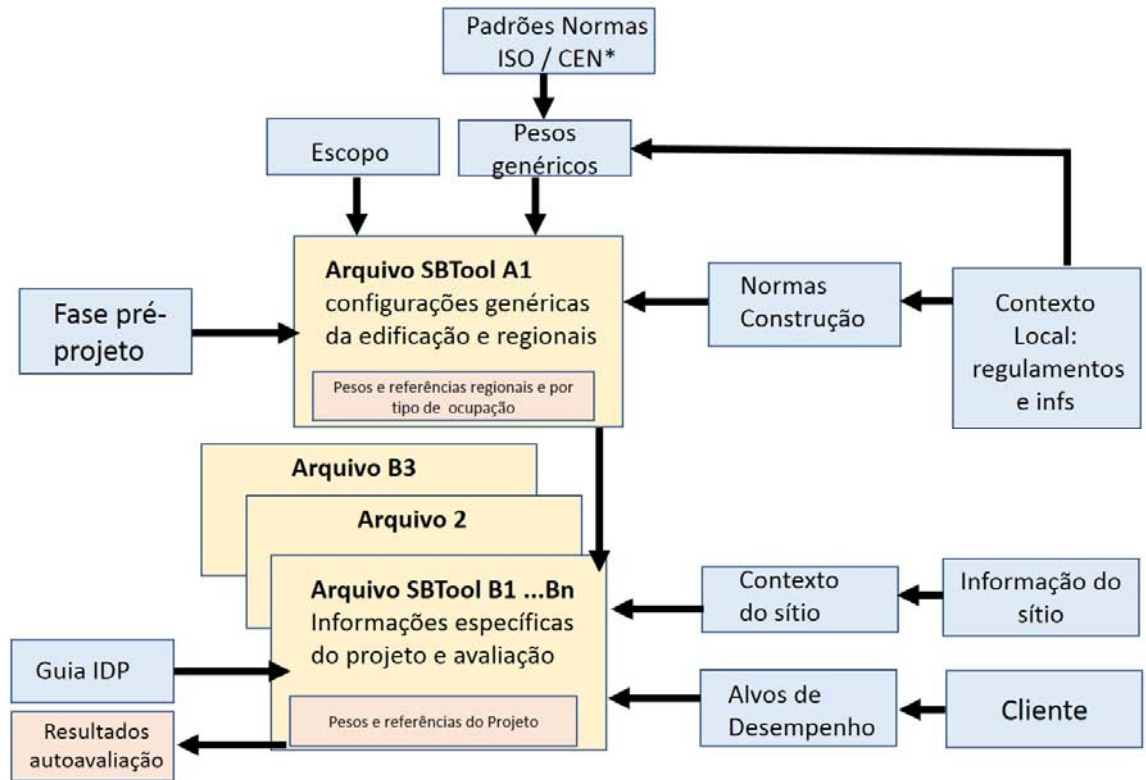 Padrões Normas
ISO / CEN*
Escopo
Pesos
genéricos
Arquivo SBTool A1
configurações genéricas
da edificação e regionais
Pesos e referências regionais e por
tipo de ocupação
Fase pré-
projeto
Normas
Construção
Contexto
Local:
regulamentos
e infs
Arquivo B3
Arquivo 2
Arquivo SBTool B1 ...Bn
Informações específicas
do projeto e avaliação
Pesos e referências do Projeto
Contexto
do sítio
Informação do
sítio
Guia IDP
Resultados
autoavaliação
Alvos de
Desempenho
Cliente